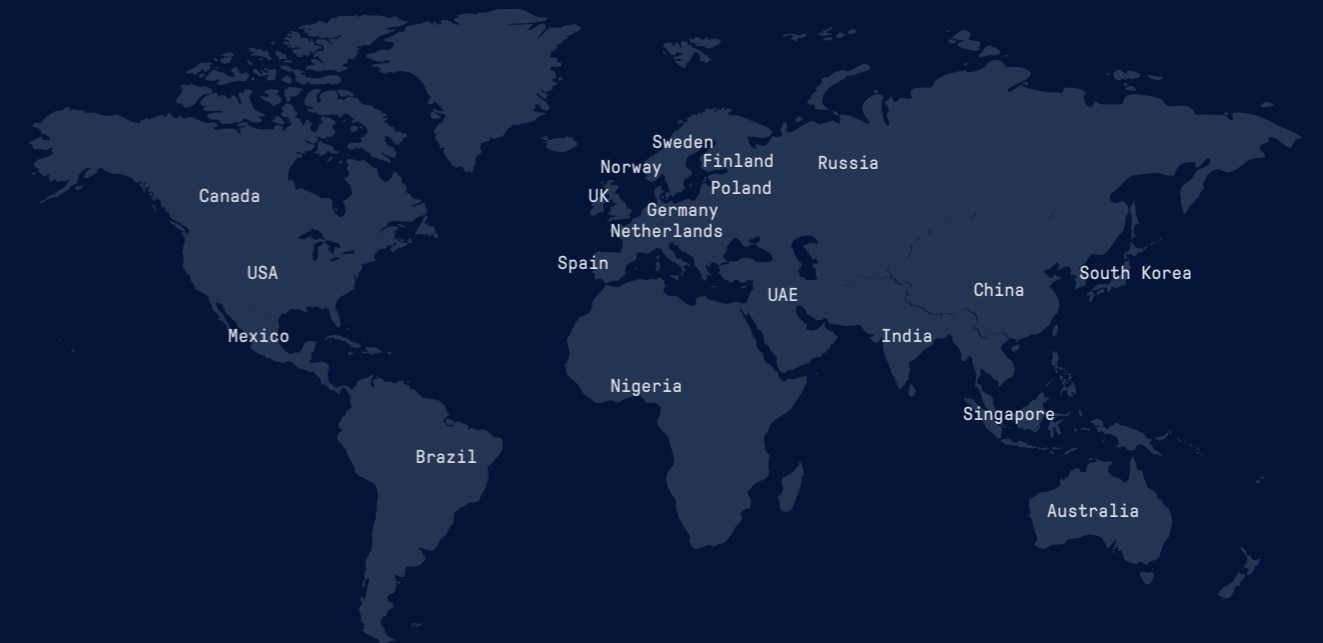 Sweden
Finland
Norway
Russia
Poland
Canada
UK
Germany
Netherlands
Spain
USA
South Korea
China
UAE
Mexico
India
Nigeria
Singapore
Brazil
Australia